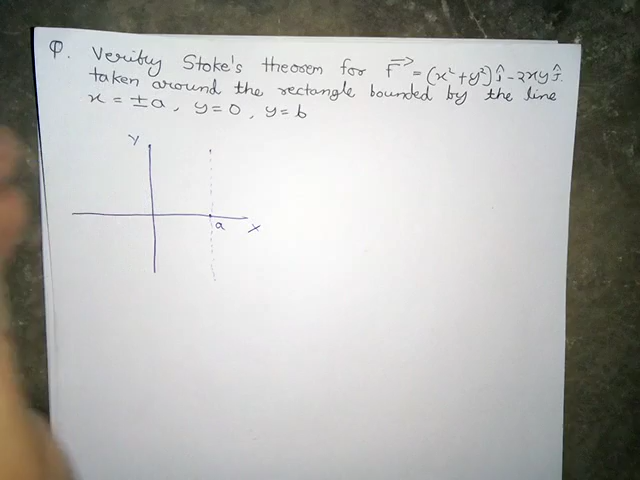 Q. Verify Stoke's theorem for F⃗ = (x² + y²) î - 2xy ĵ.
taken around the rectangle bounded by the line
x = ±a, y = 0, y = b
Y
a X